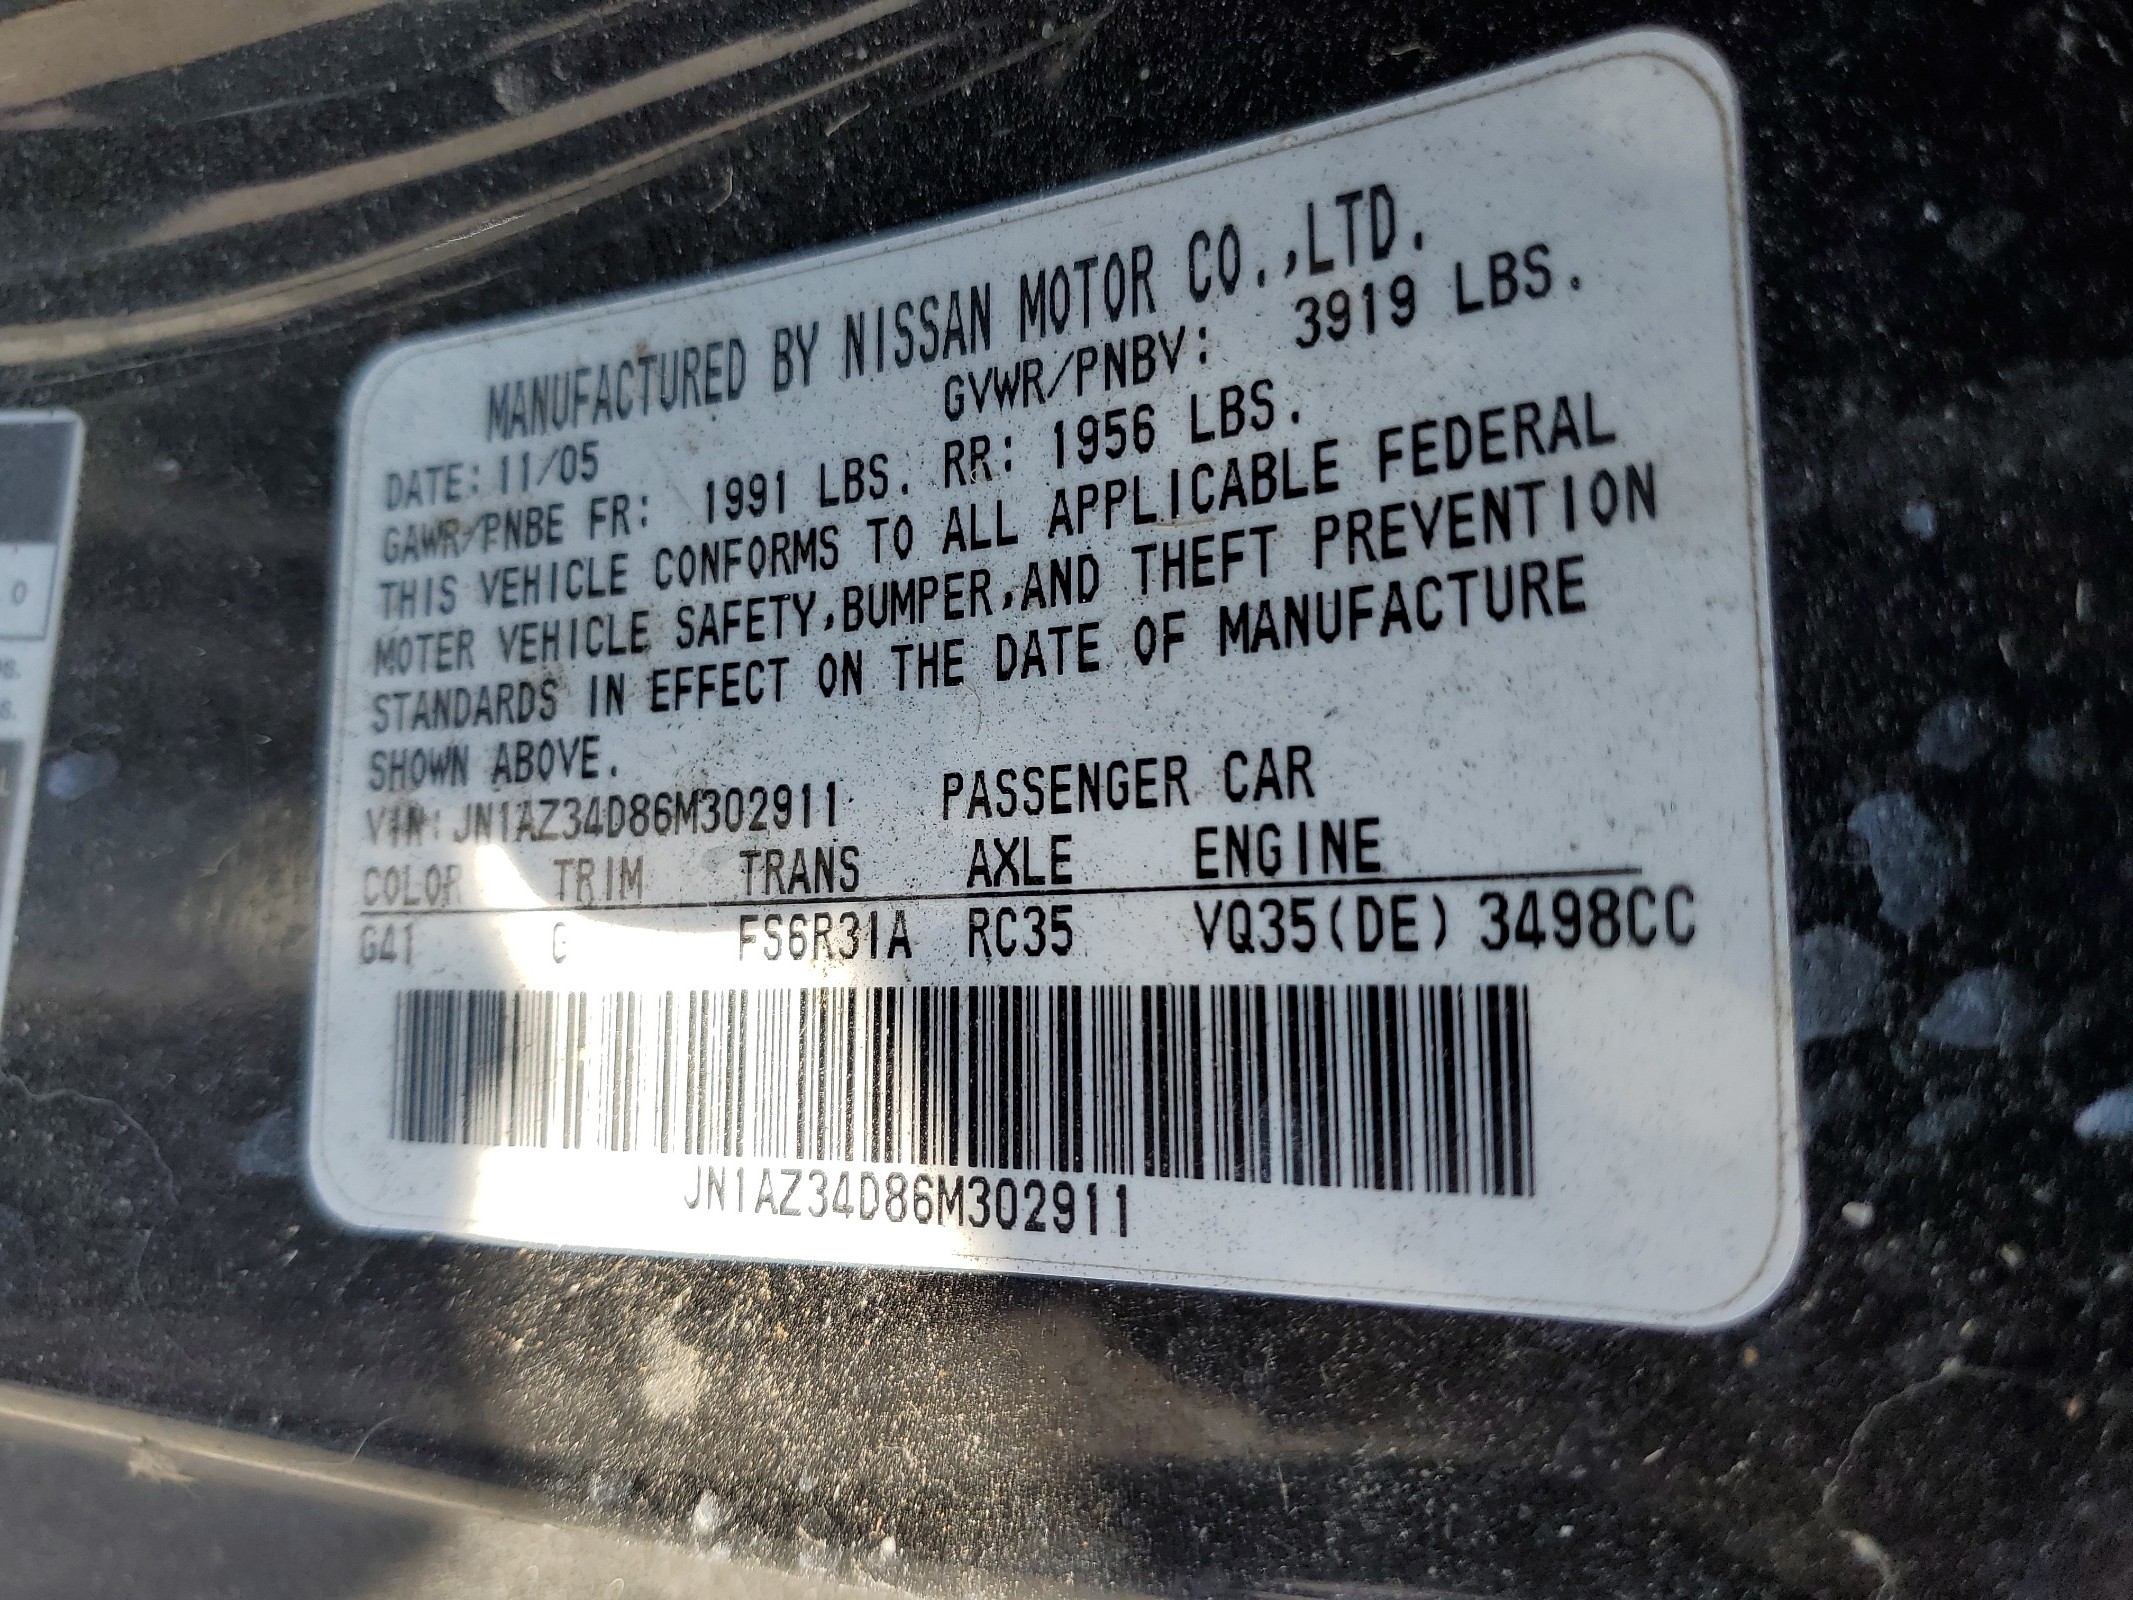 MANUFACTURED BY NISSAN MOTOR CO.,LTD.
DATE: 11/05 GVWR/PNBV: 3919 LBS.
GAWR/PNBE FR: 1991 LBS. RR: 1956 LBS.
THIS VEHICLE CONFORMS TO ALL APPLICABLE FEDERAL
MOTER VEHICLE SAFETY,BUMPER,AND THEFT PREVENTION
STANDARDS IN EFFECT ON THE DATE OF MANUFACTURE
SHOWN ABOVE.
VIN: JN1AZ34D86M302911 PASSENGER CAR
COLOR TRIM TRANS AXLE ENGINE
G41 G FS6R31A RC35 VQ35(DE) 3498CC
JN1AZ34D86M302911